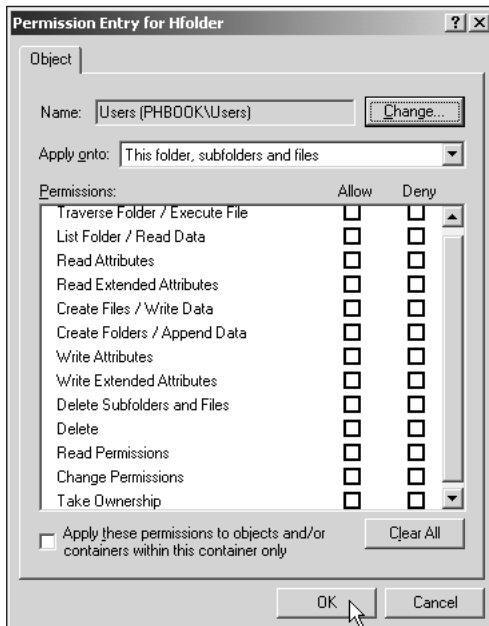 Permission Entry for Hfolder
Object
Name: Users (PHBOOK\Users) Change...
Apply onto: This folder, subfolders and files
Permissions: Allow Deny
Traverse Folder / Execute File
List Folder / Read Data
Read Attributes
Read Extended Attributes
Create Files / Write Data
Create Folders / Append Data
Write Attributes
Write Extended Attributes
Delete Subfolders and Files
Delete
Read Permissions
Change Permissions
Take Ownership
Apply these permissions to objects and/or
containers within this container only
Clear All
OK Cancel